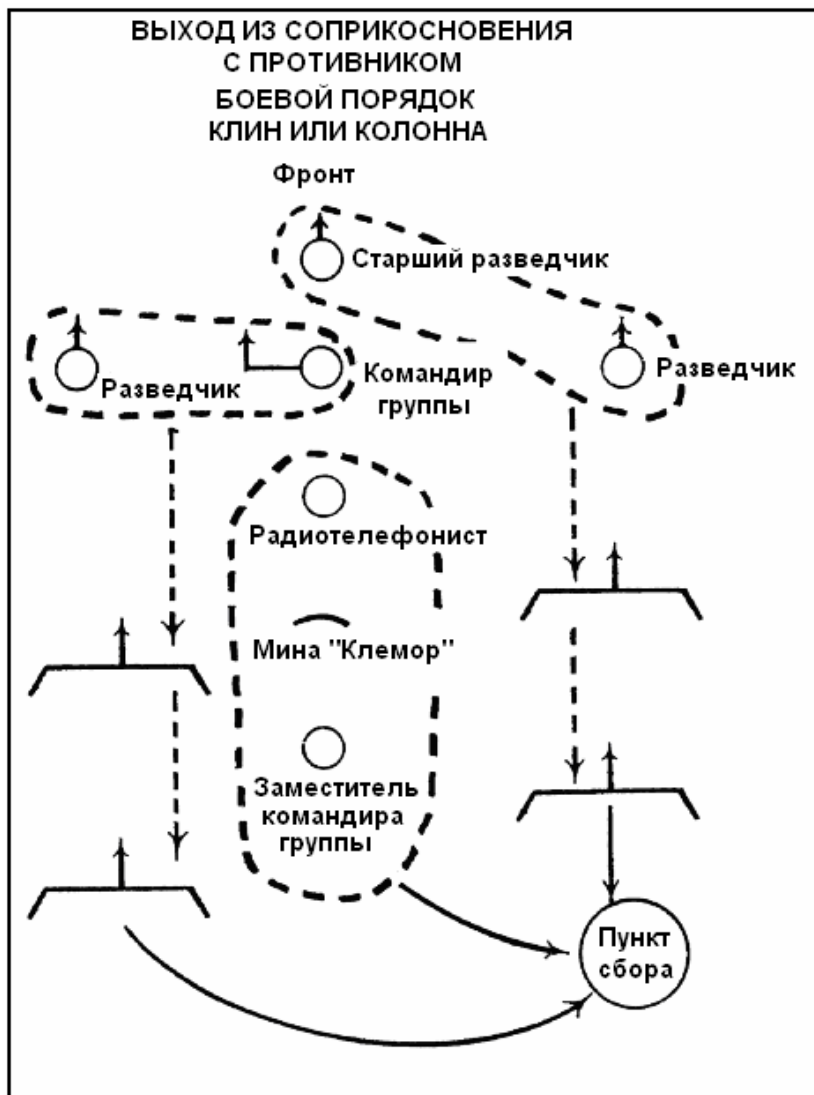 ВЫХОД ИЗ СОПРИКОСНОВЕНИЯ
С ПРОТИВНИКОМ
БОЕВОЙ ПОРЯДОК
КЛИН ИЛИ КОЛОННА
Фронт
Старший разведчик
Разведчик
Командир
группы
Разведчик
Радиотелефонист
Мина "Клемор"
Заместитель
командира
группы
Пункт
сбора